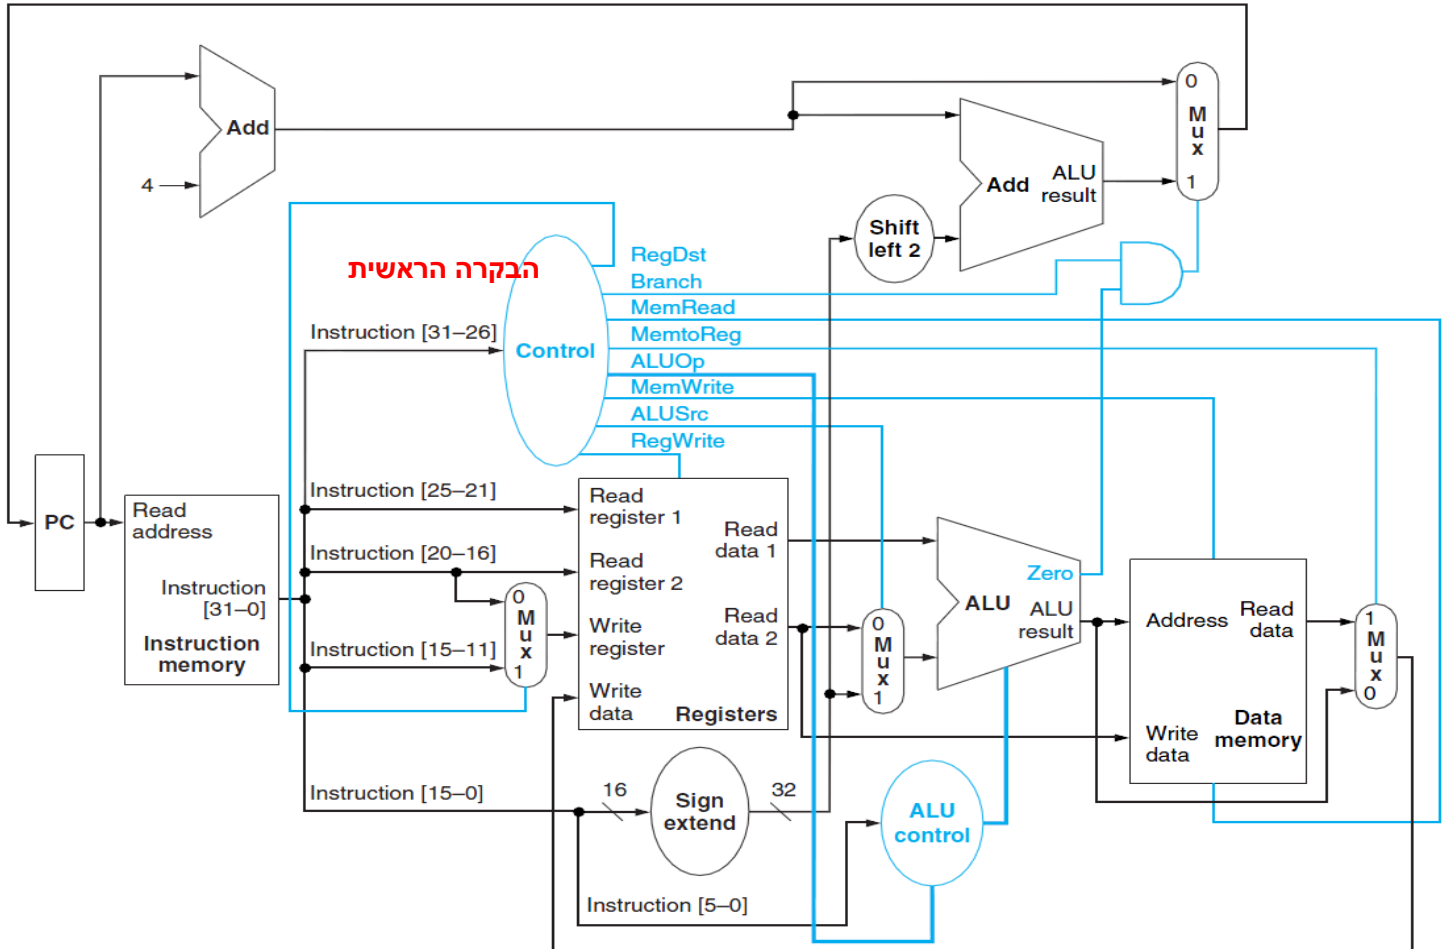 Add
4
0
M
u
x
1
Add
ALU
result
Shift
left 2
הבקרה הראשית
RegDst
Branch
MemRead
MemtoReg
ALUOp
MemWrite
ALUSrc
RegWrite
Instruction [31–26]
Control
PC
Read
address
Instruction
[31–0]
Instruction
memory
Instruction [25–21]
Instruction [20–16]
Instruction [15–11]
0
M
u
x
1
Read
register 1
Read
register 2
Write
register
Write
data
Read
data 1
Read
data 2
Registers
0
M
u
x
1
Zero
ALU
ALU
result
Address
Read
data
Write
data
Data
memory
1
M
u
x
0
Instruction [15–0]
16
Sign
extend
32
ALU
control
Instruction [5–0]